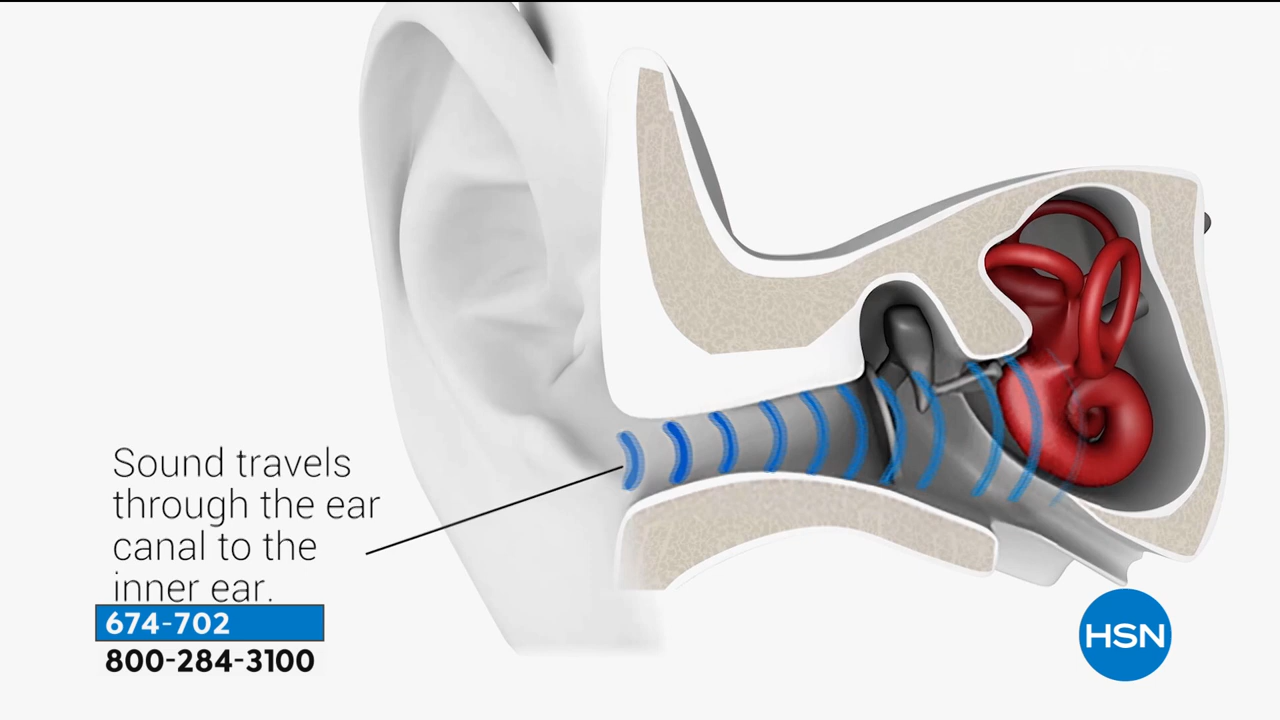 Sound travels
through the ear
canal to the
inner ear.
674-702
800-284-3100
HSN